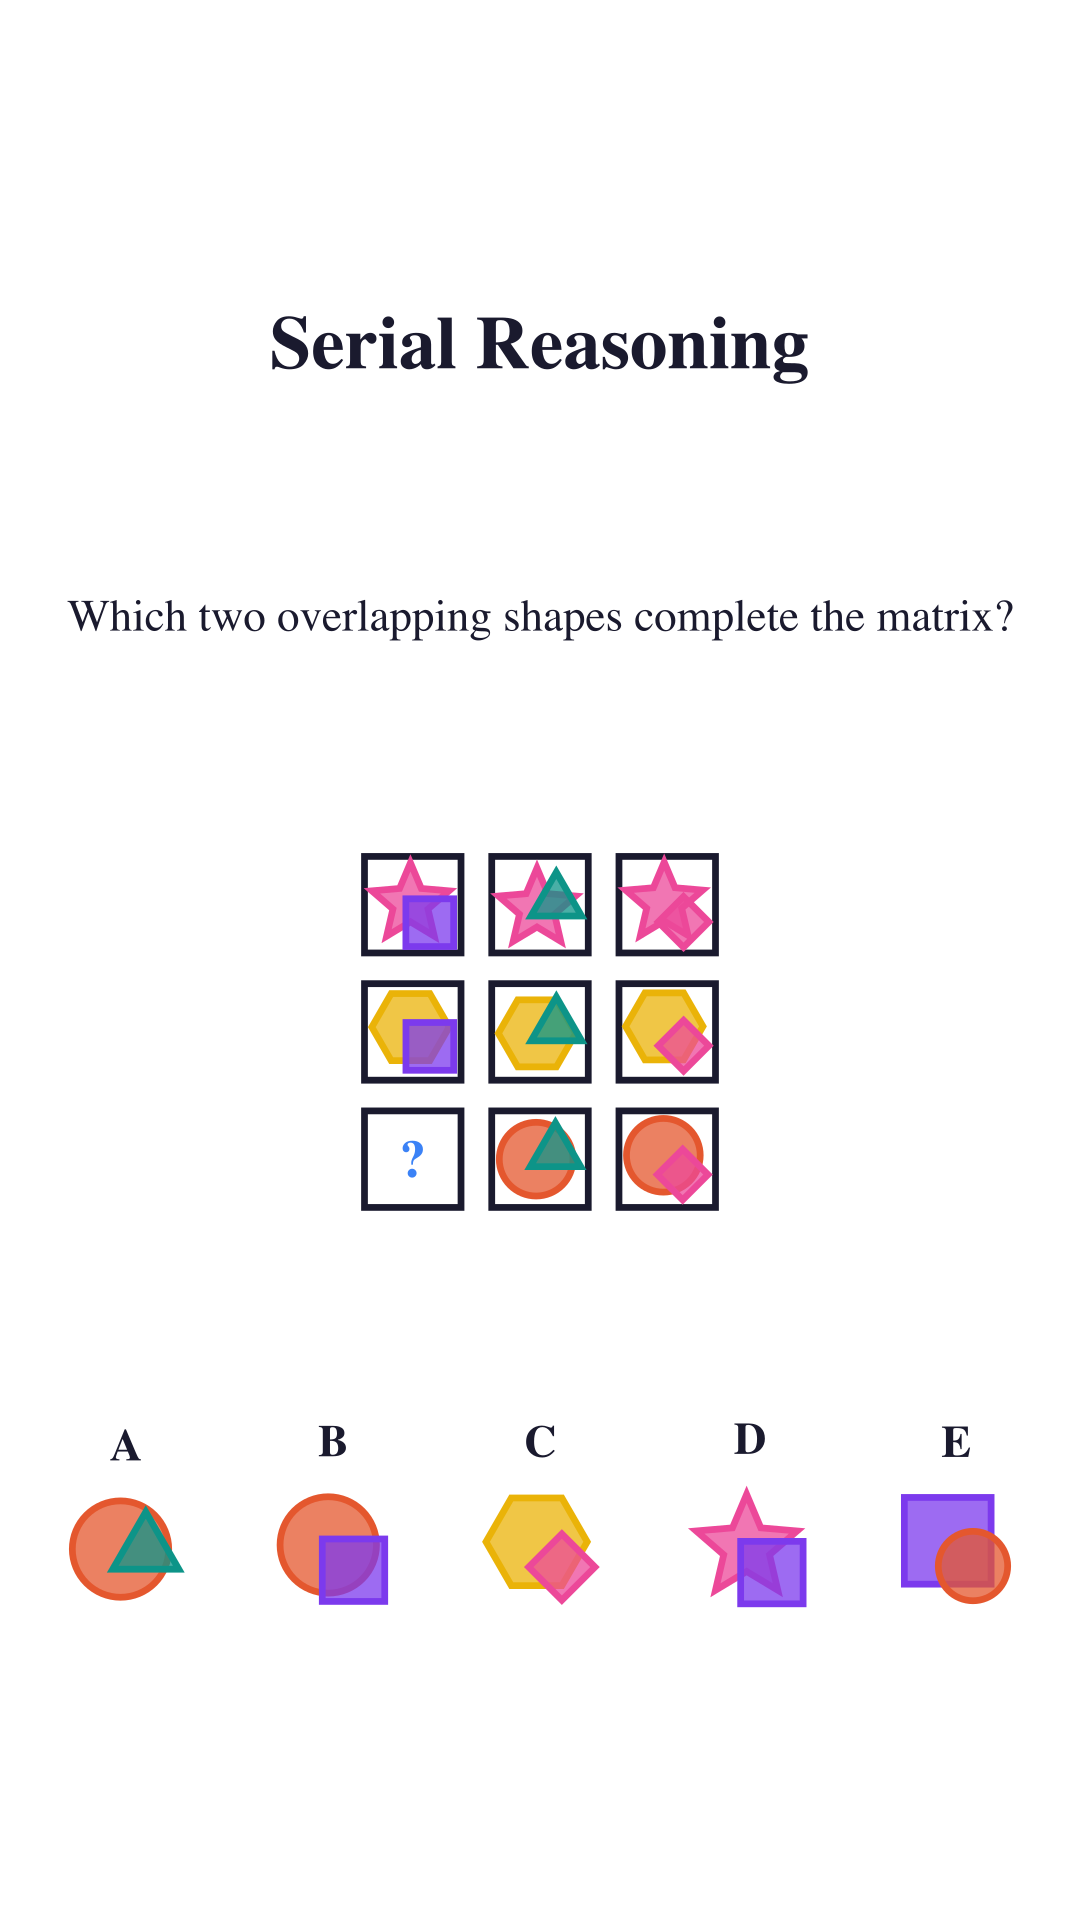 Serial Reasoning
Which two overlapping shapes complete the matrix?
?
A B C D E